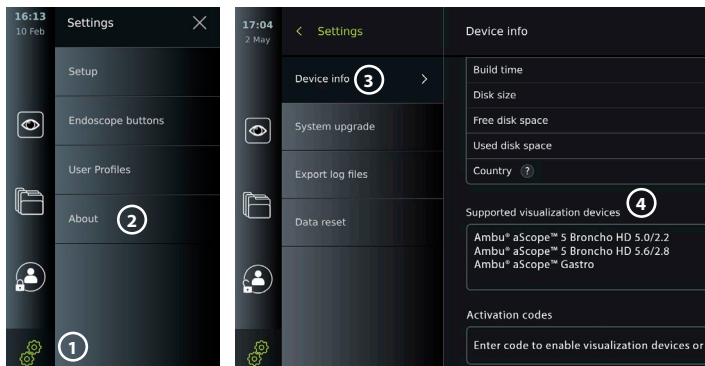 16:13
10 Feb
Settings
Setup
Endoscope buttons
User Profiles
About
2
1
17:04
2 May
Settings
Device info
3
System upgrade
Export log files
Data reset
Device info
Build time
Disk size
Free disk space
Used disk space
Country ?
4
Supported visualization devices
Ambu® aScope™ 5 Broncho HD 5.0/2.2
Ambu® aScope™ 5 Broncho HD 5.6/2.8
Ambu® aScope™ Gastro
Activation codes
Enter code to enable visualization devices or